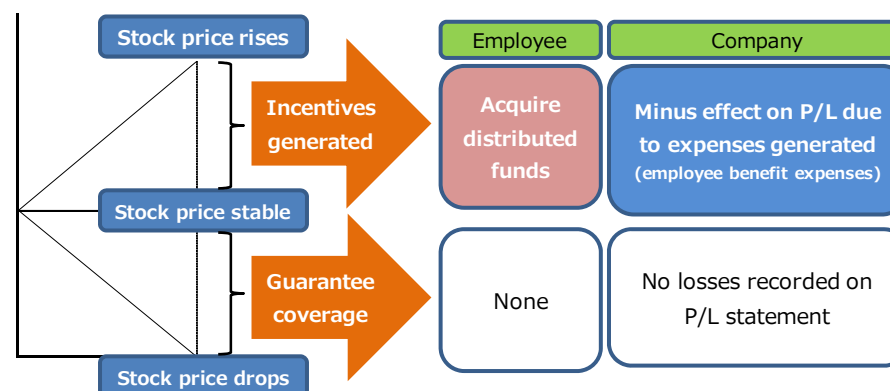 Stock price rises
Employee
Company
Incentives
generated
Acquire
distributed
funds
Minus effect on P/L due
to expenses generated
(employee benefit expenses)
Stock price stable
Guarantee
coverage
None
No losses recorded on
P/L statement
Stock price drops